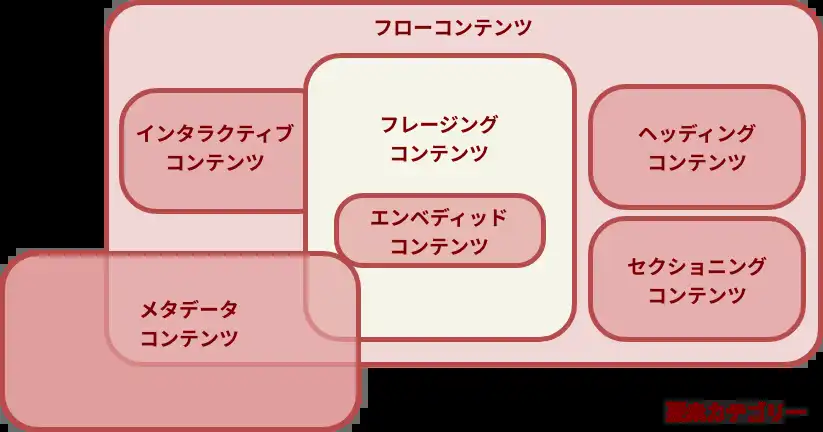 フローコンテンツ
フレージング
コンテンツ
インタラクティブ
コンテンツ
ヘッディング
コンテンツ
エンベディッド
コンテンツ
セクショニング
コンテンツ
メタデータ
コンテンツ
カテゴリー